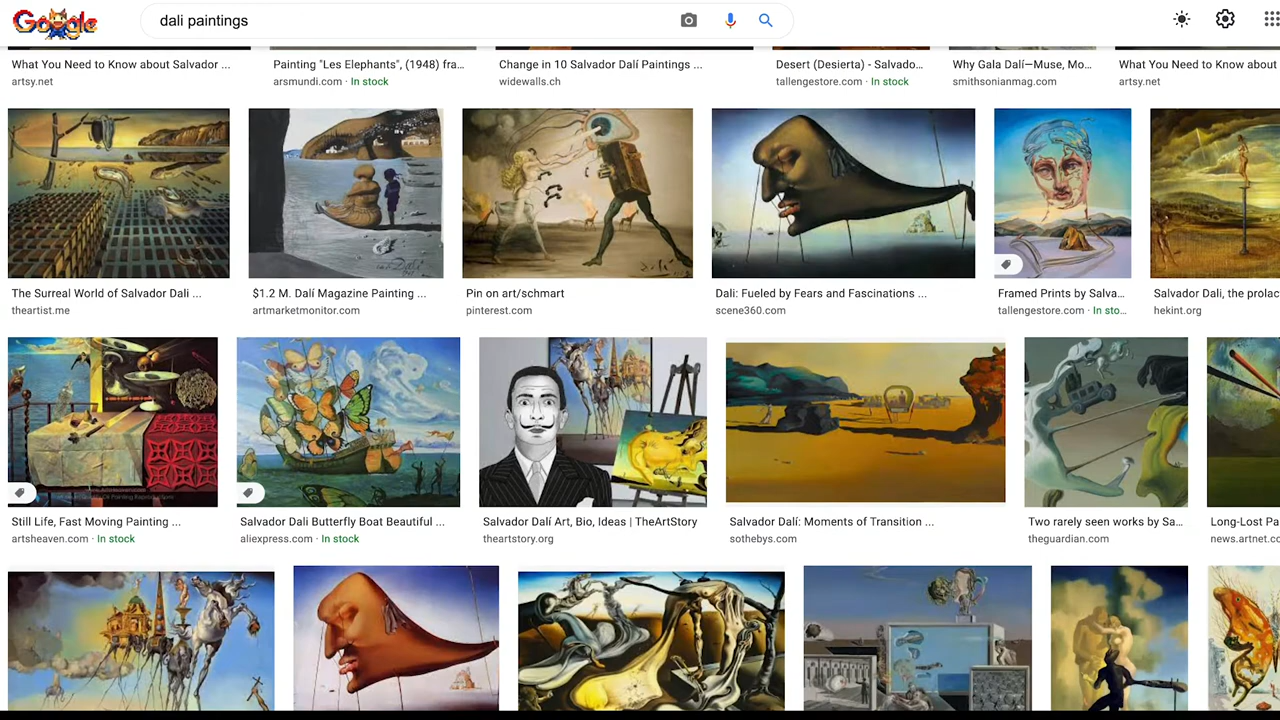 Google
dali paintings
What You Need to Know about Salvador ...
artsy.net
Painting "Les Elephants", (1948) fra...
arsmundi.com · In stock
Change in 10 Salvador Dalí Paintings ...
widewalls.ch
Desert (Desierta) - Salvado...
tallengestore.com · In stock
Why Gala Dalí—Muse, Mo...
smithsonianmag.com
What You Need to Know about
artsy.net
The Surreal World of Salvador Dali ...
theartist.me
$1.2 M. Dalí Magazine Painting ...
artmarketmonitor.com
Pin on art/schmart
pinterest.com
Dali: Fueled by Fears and Fascinations ...
scene360.com
Framed Prints by Salva...
tallengestore.com · In sto...
Salvador Dali, the prolac
hekint.org
Still Life, Fast Moving Painting ...
artsheaven.com · In stock
Salvador Dali Butterfly Boat Beautiful ...
aliexpress.com · In stock
Salvador Dalí Art, Bio, Ideas | TheArtStory
theartstory.org
Salvador Dalí: Moments of Transition ...
sothebys.com
Two rarely seen works by Sa...
theguardian.com
Long-Lost Pa
news.artnet.co